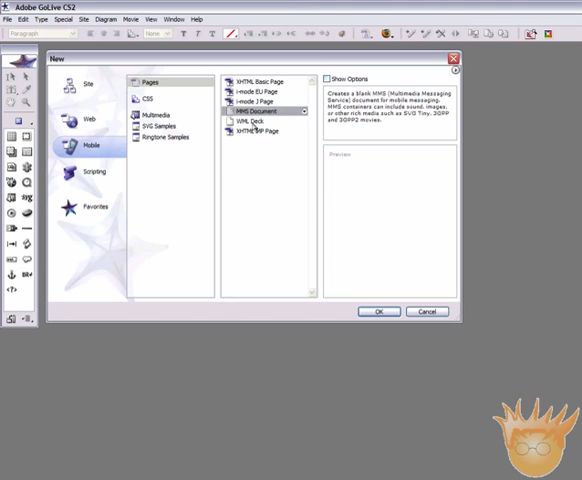 Adobe GoLive CS2
File Edit Type Special Site Diagram Movie View Window Help
Paragraph
T T T
None
New
Site
Web
Mobile
Scripting
Favorites
Pages
CSS
Multimedia
SVG Samples
Ringtone Samples
XHTML Basic Page
i-mode EU Page
i-mode J Page
MMS Document
WML Deck
XHTML MP Page
Show Options
Creates a blank MMS (Multimedia Messaging
Service) document for mobile messaging.
MMS containers can include sound, images,
or other rich media such as SVG Tiny, 3GPP
and 3GPP2 movies.
Preview
OK
Cancel